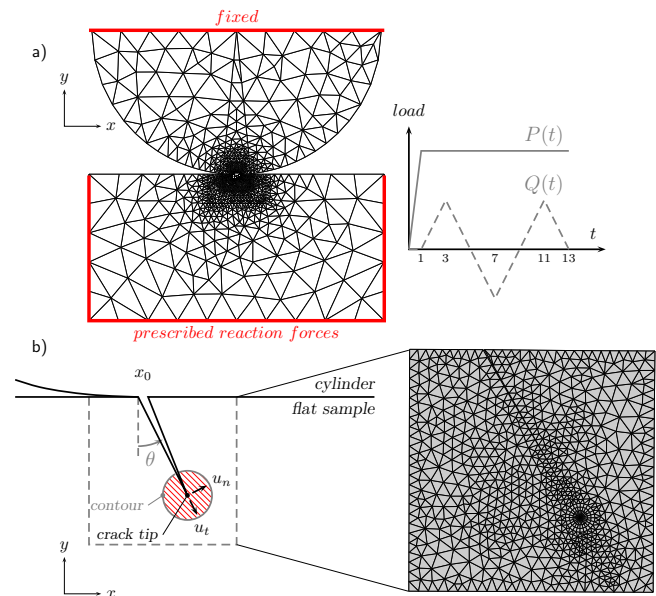 fixed
a)
y
x
load
P(t)
Q(t)
t
1 3 7 11 13
prescribed reaction forces
b)
x₀
cylinder
flat sample
θ
contour
uₙ
uₜ
crack tip
y
x